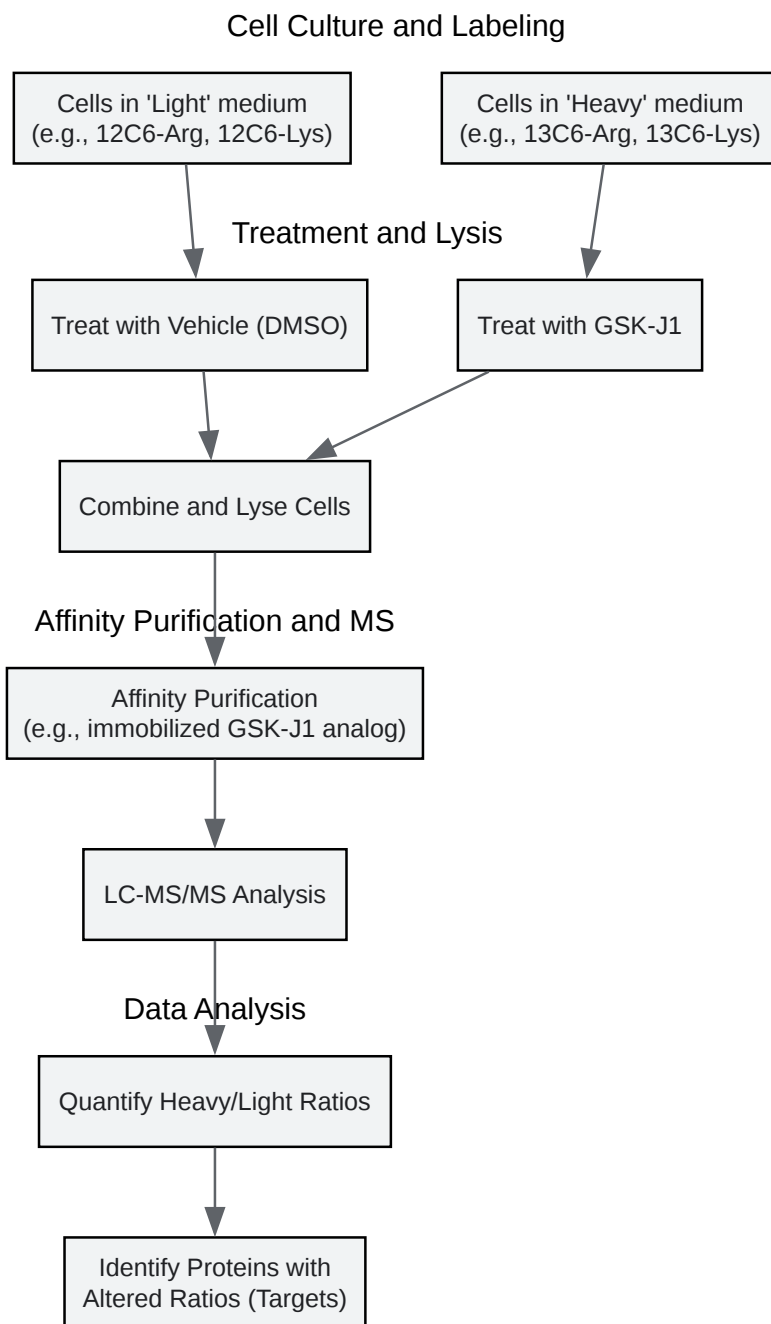 Cell Culture and Labeling
Cells in 'Light' medium
(e.g., 12C6-Arg, 12C6-Lys)
Cells in 'Heavy' medium
(e.g., 13C6-Arg, 13C6-Lys)
Treatment and Lysis
Treat with Vehicle (DMSO)
Treat with GSK-J1
Combine and Lyse Cells
Affinity Purification and MS
Affinity Purification
(e.g., immobilized GSK-J1 analog)
LC-MS/MS Analysis
Data Analysis
Quantify Heavy/Light Ratios
Identify Proteins with
Altered Ratios (Targets)